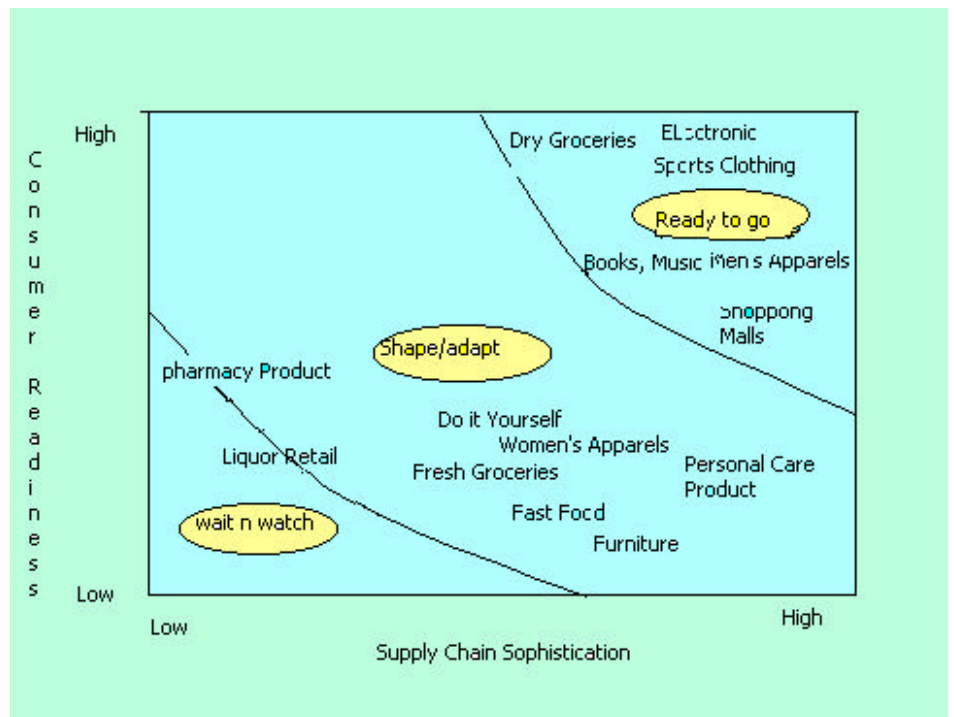 High
Consumer Readiness
Dry Groceries
ELectronic
Sports Clothing
Ready to go
Books, Music
Men's Apparels
Shoppong
Malls
Shape/adapt
pharmacy Product
Do it Yourself
Women's Apparels
Liquor Retail
Fresh Groceries
Personal Care
Product
wait n watch
Fast Food
Furniture
Low
Low
High
Supply Chain Sophistication